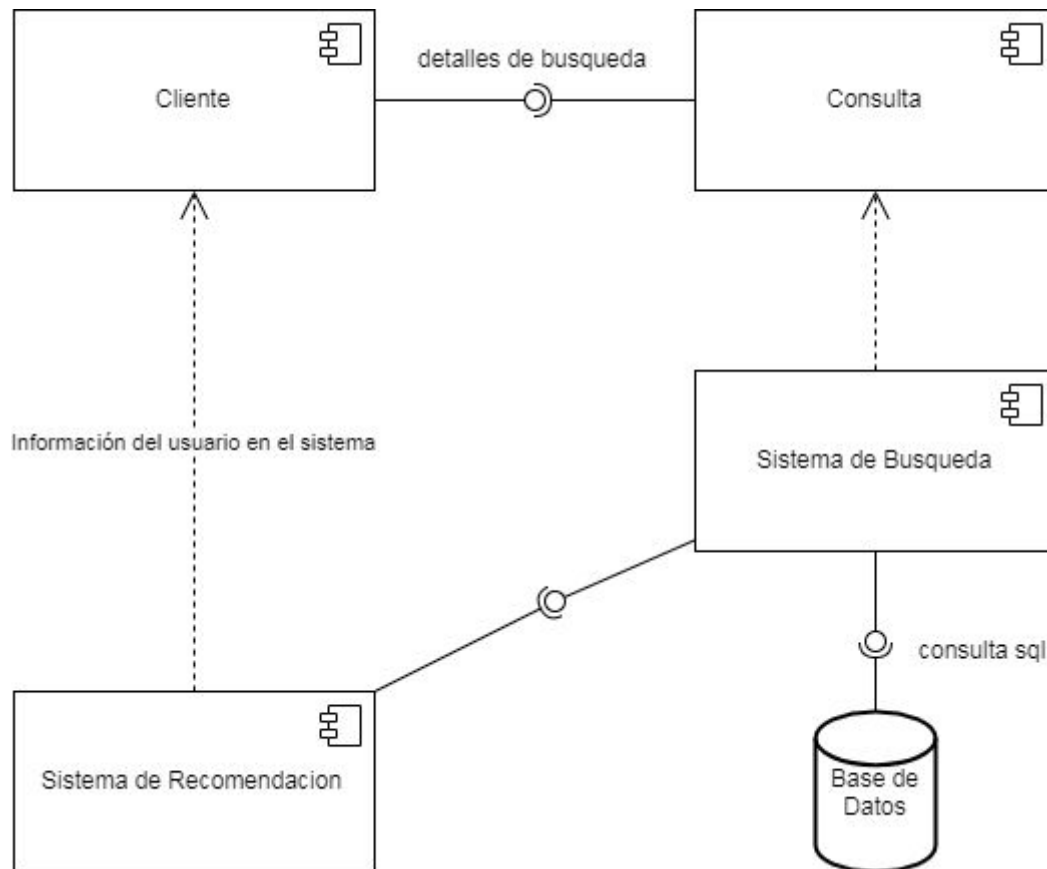 detalles de busqueda
Cliente
Consulta
Información del usuario en el sistema
Sistema de Busqueda
consulta sql
Sistema de Recomendacion
Base de
Datos